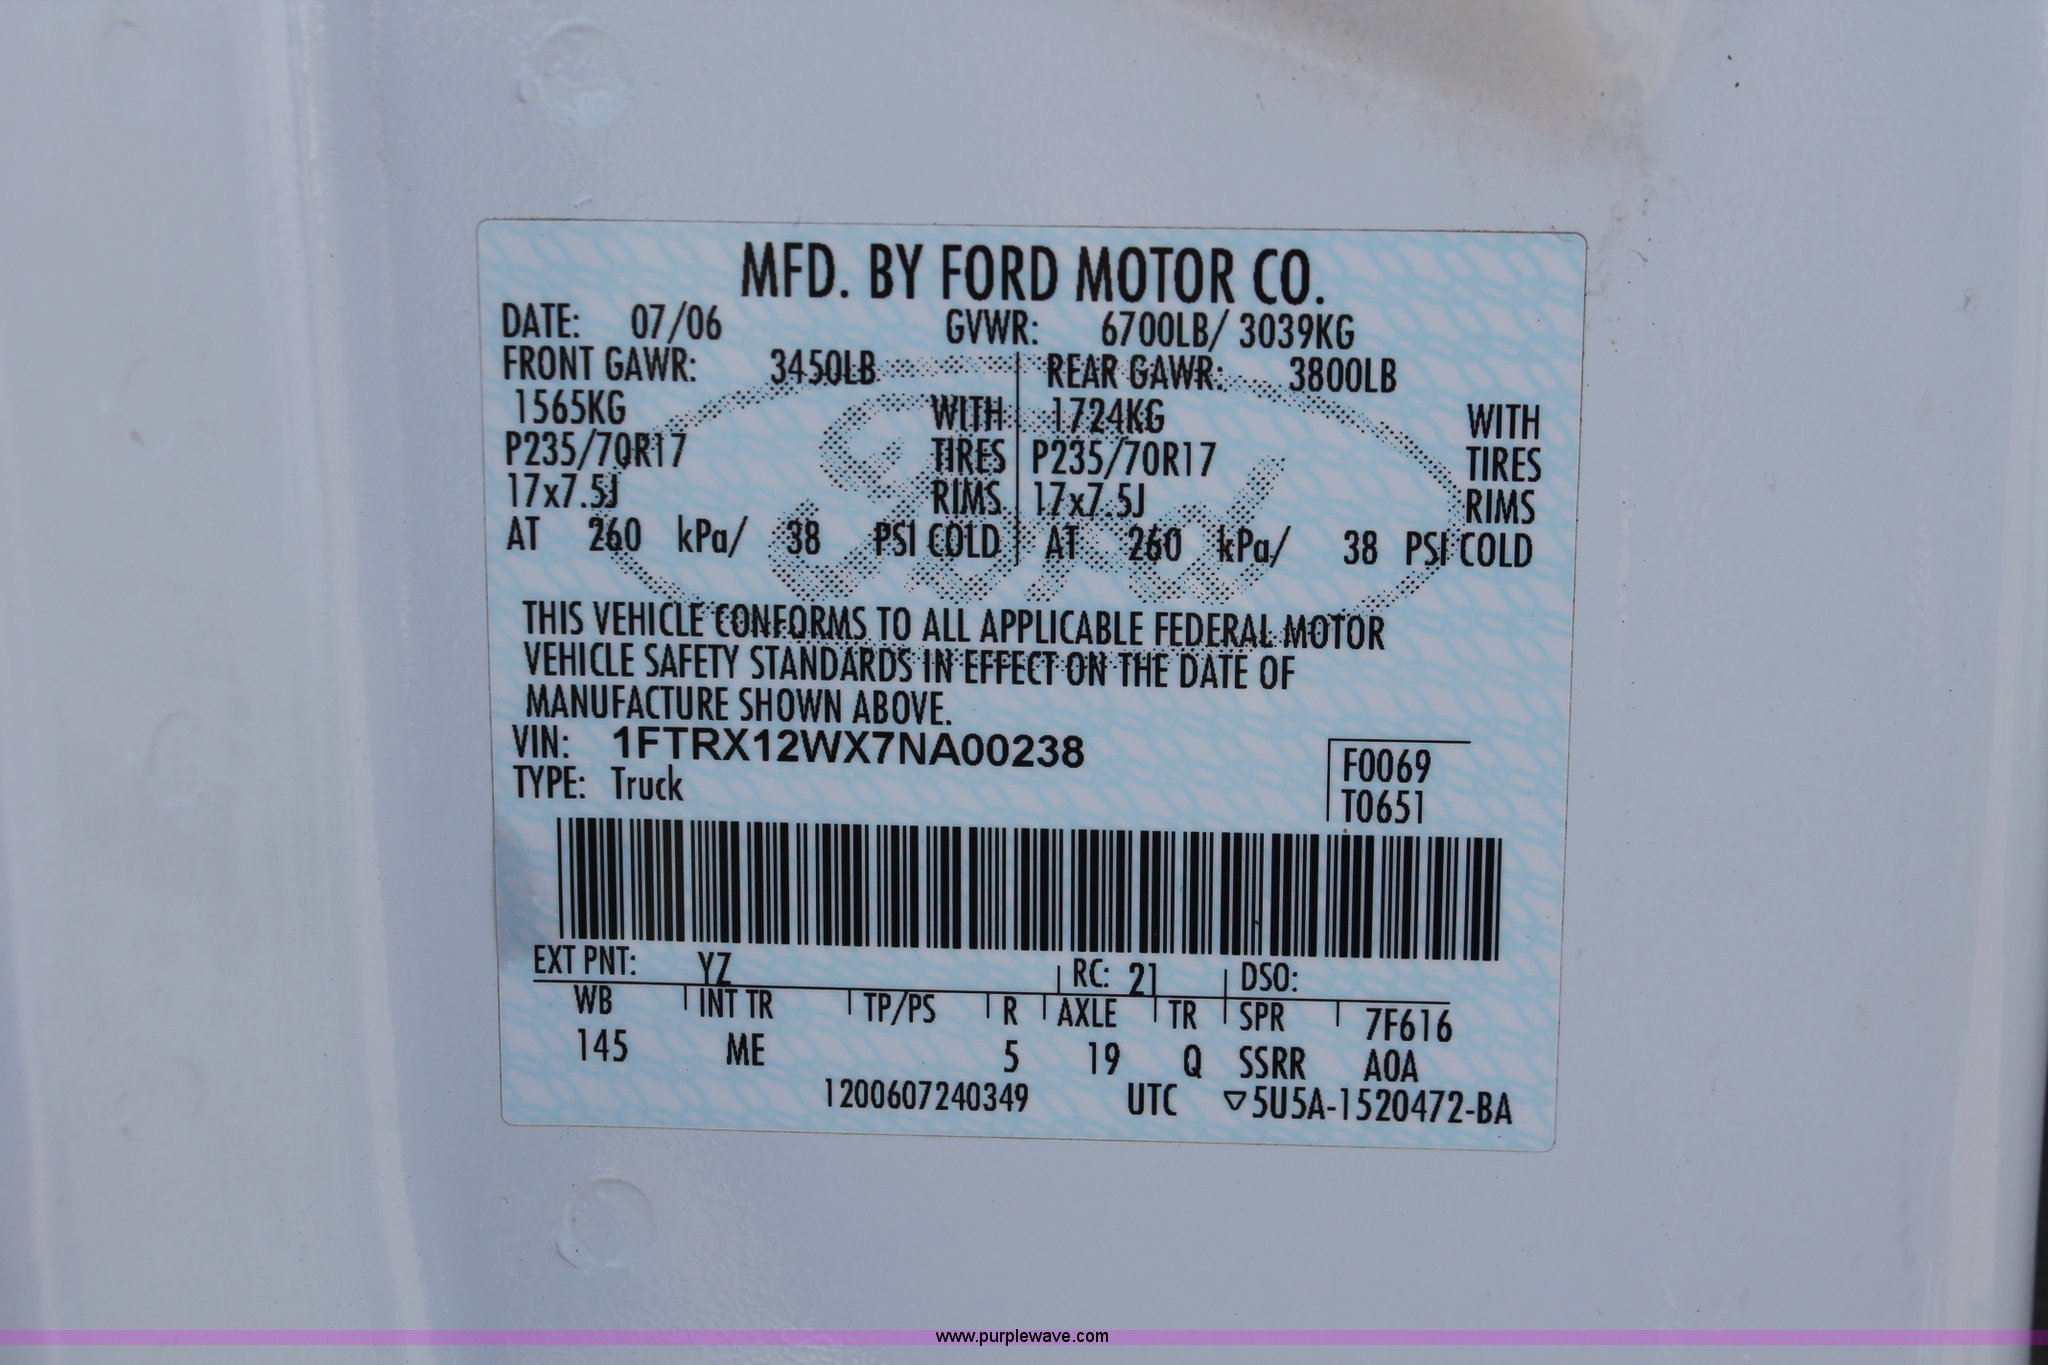 MFD. BY FORD MOTOR CO.
DATE: 07/06 GVWR: 6700LB/ 3039KG
FRONT GAWR: 3450LB REAR GAWR: 3800LB
1565KG WITH 1724KG WITH
P235/70R17 TIRES P235/70R17 TIRES
17x7.5J RIMS 17x7.5J RIMS
AT 260 kPa/ 38 PSI COLD AT 260 kPa/ 38 PSI COLD
Ford
THIS VEHICLE CONFORMS TO ALL APPLICABLE FEDERAL MOTOR
VEHICLE SAFETY STANDARDS IN EFFECT ON THE DATE OF
MANUFACTURE SHOWN ABOVE.
VIN: 1FTRX12WX7NA00238 F0069
TYPE: Truck T0651
EXT PNT: YZ RC: 21 DSO:
WB INT TR TP/PS R AXLE TR SPR 7F616
145 ME 5 19 Q SSRR A0A
1200607240349 UTC ▽5U5A-1520472-BA
www.purplewave.com